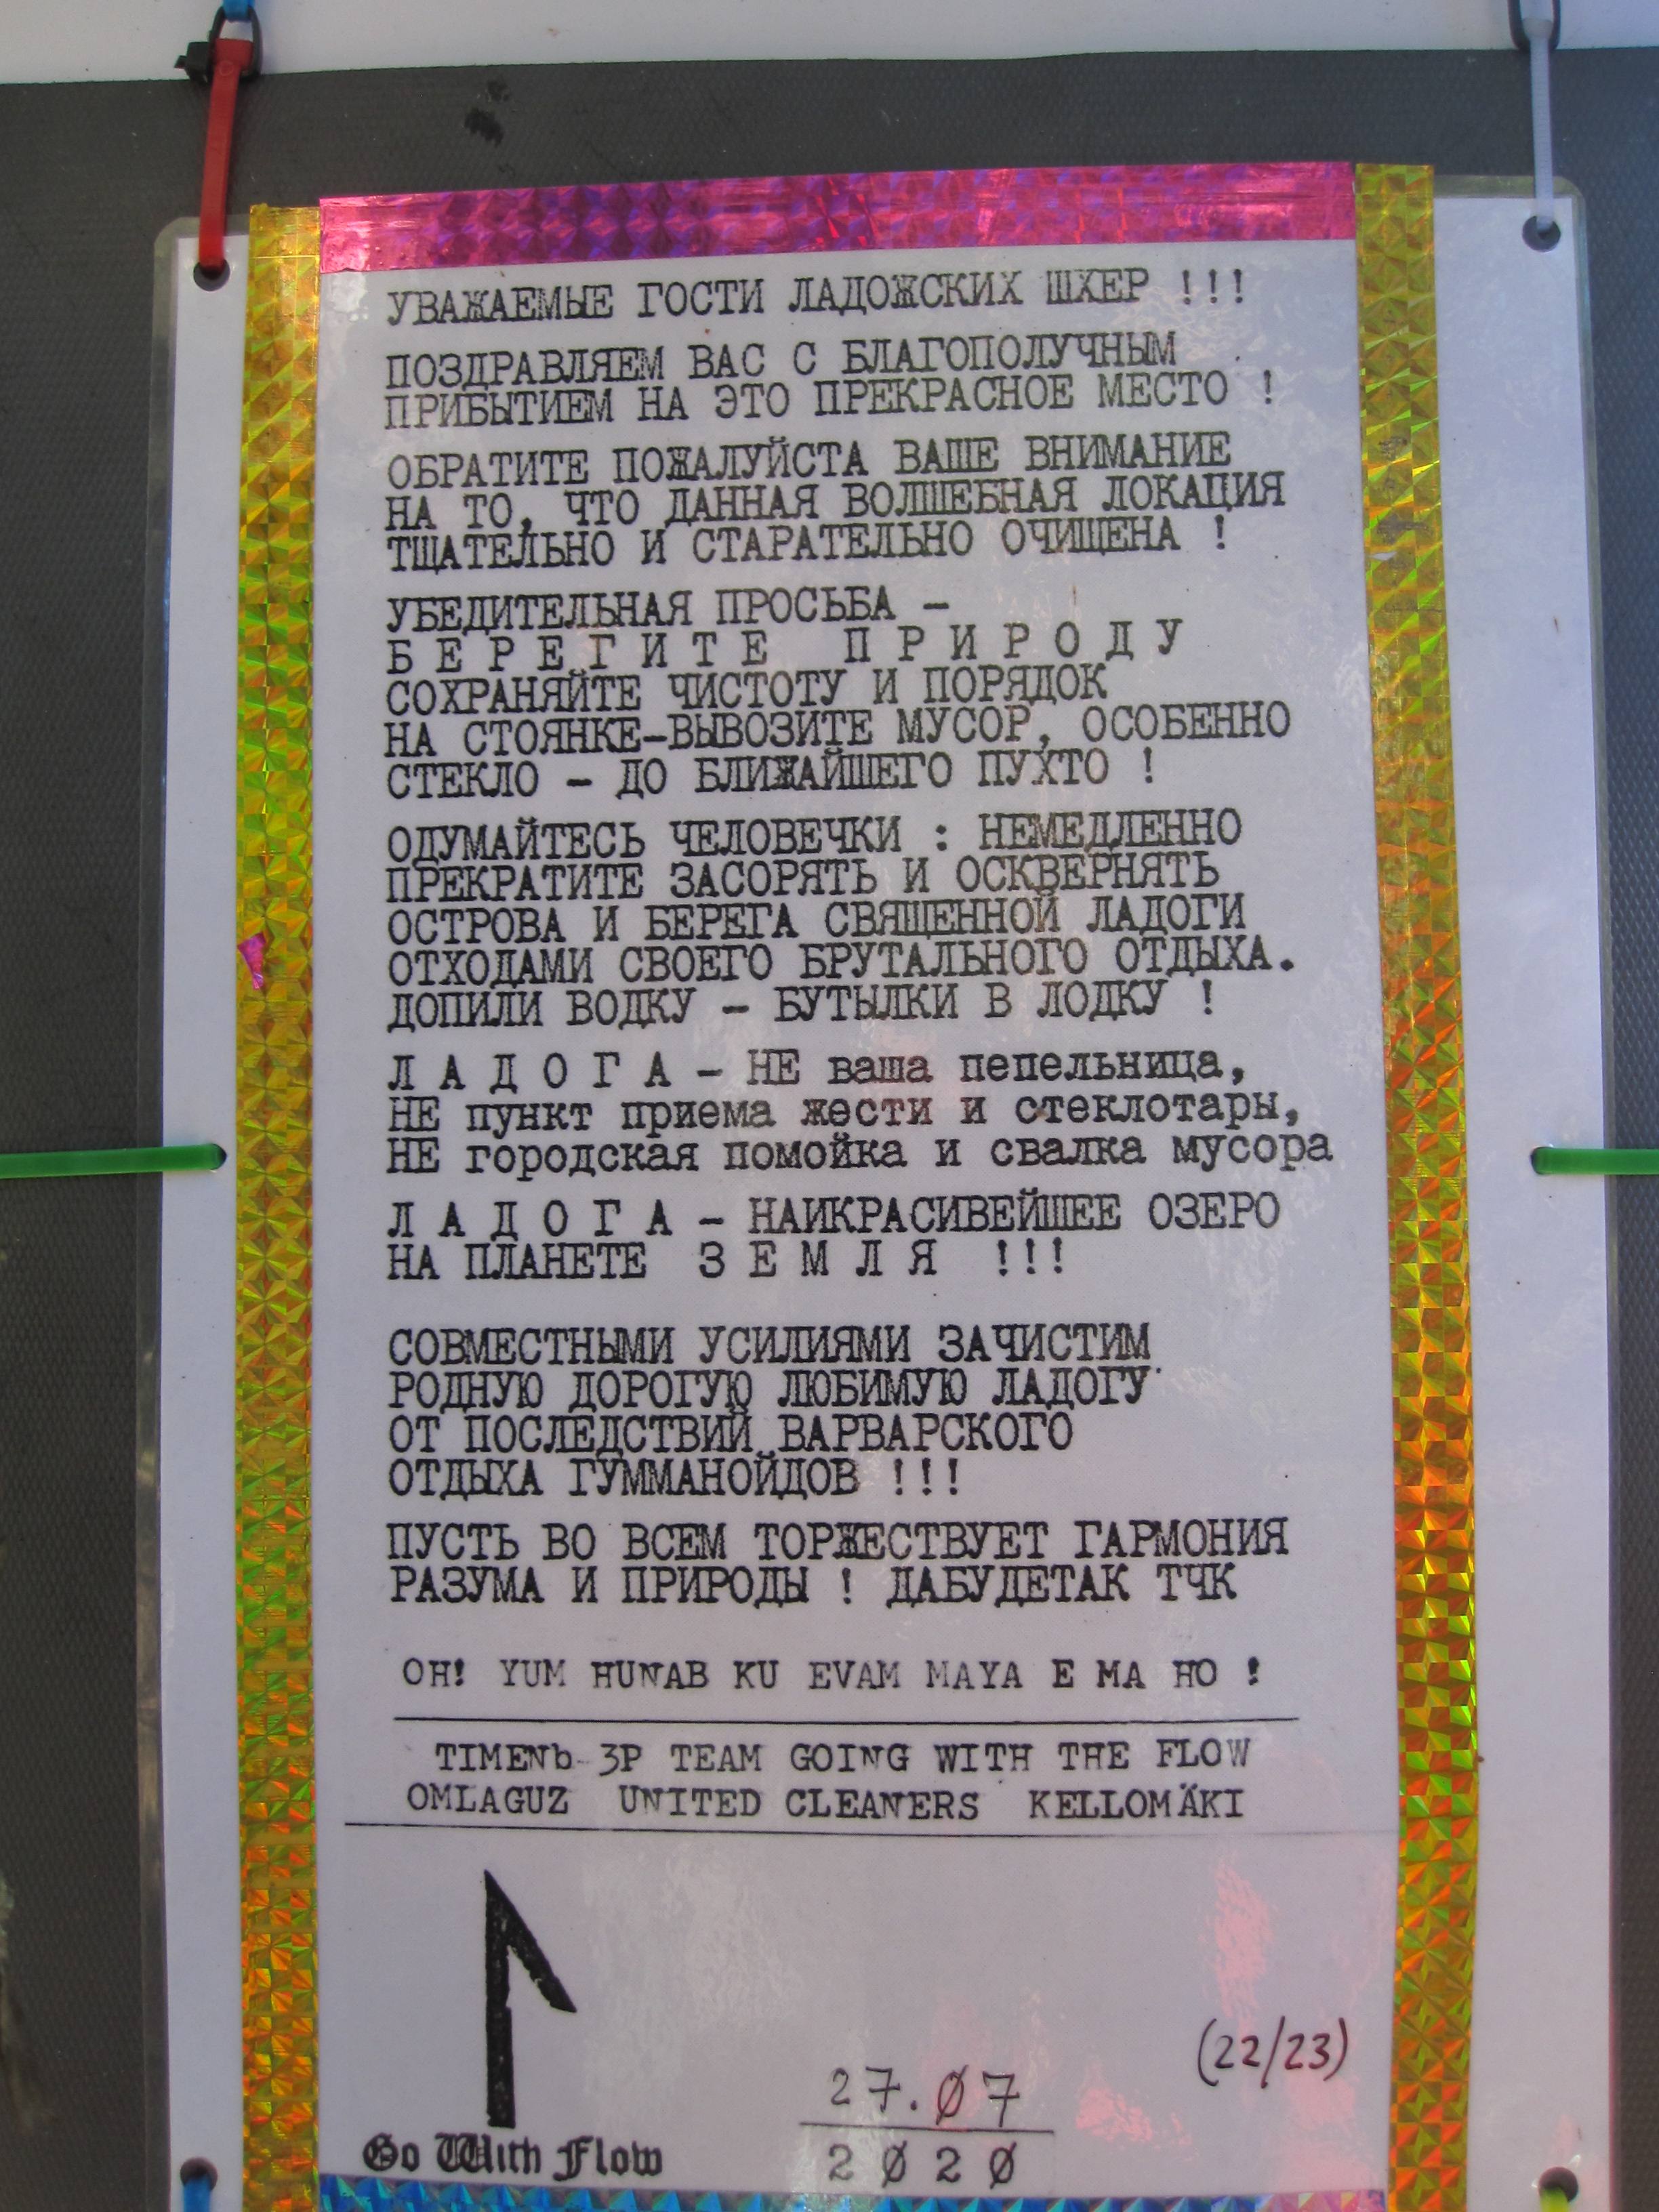 УВАЖАЕМЫЕ ГОСТИ ЛАДОЖСКИХ ШХЕР !!!
ПОЗДРАВЛЯЕМ ВАС С БЛАГОПОЛУЧНЫМ
ПРИБЫТИЕМ НА ЭТО ПРЕКРАСНОЕ МЕСТО !
ОБРАТИТЕ ПОЖАЛУЙСТА ВАШЕ ВНИМАНИЕ
НА ТО, ЧТО ДАННАЯ ВОЛШЕБНАЯ ЛОКАЦИЯ
ТЩАТЕЛЬНО И СТАРАТЕЛЬНО ОЧИЩЕНА !
УБЕДИТЕЛЬНАЯ ПРОСЬБА –
Б Е Р Е Г И Т Е   П Р И Р О Д У
СОХРАНЯЙТЕ ЧИСТОТУ И ПОРЯДОК
НА СТОЯНКЕ–ВЫВОЗИТЕ МУСОР, ОСОБЕННО
СТЕКЛО – ДО БЛИЖАЙШЕГО ПУХТО !
ОДУМАЙТЕСЬ ЧЕЛОВЕЧКИ : НЕМЕДЛЕННО
ПРЕКРАТИТЕ ЗАСОРЯТЬ И ОСКВЕРНЯТЬ
ОСТРОВА И БЕРЕГА СВЯЩЕННОЙ ЛАДОГИ
ОТХОДАМИ СВОЕГО БРУТАЛЬНОГО ОТДЫХА.
ДОПИЛИ ВОДКУ – БУТЫЛКИ В ЛОДКУ !
Л А Д О Г А – НЕ ваша пепельница,
НЕ пункт приема жести и стеклотары,
НЕ городская помойка и свалка мусора
Л А Д О Г А – НАИКРАСИВЕЙШЕЕ ОЗЕРО
НА ПЛАНЕТЕ  З Е М Л Я  !!!
СОВМЕСТНЫМИ УСИЛИЯМИ ЗАЧИСТИМ
РОДНУЮ ДОРОГУЮ ЛЮБИМУЮ ЛАДОГУ
ОТ ПОСЛЕДСТВИЙ ВАРВАРСКОГО
ОТДЫХА ГУММАНОЙДОВ !!!
ПУСТЬ ВО ВСЕМ ТОРЖЕСТВУЕТ ГАРМОНИЯ
РАЗУМА И ПРИРОДЫ ! ДАБУДЕТАК ТЧК
OH! YUM HUNAB KU EVAM MAYA E MA HO !
TIMENЬ 3P TEAM GOING WITH THE FLOW
OMLAGUZ UNITED CLEANERS KELLOMÄKI
(22/23)
27.07
2020
Go With Flow